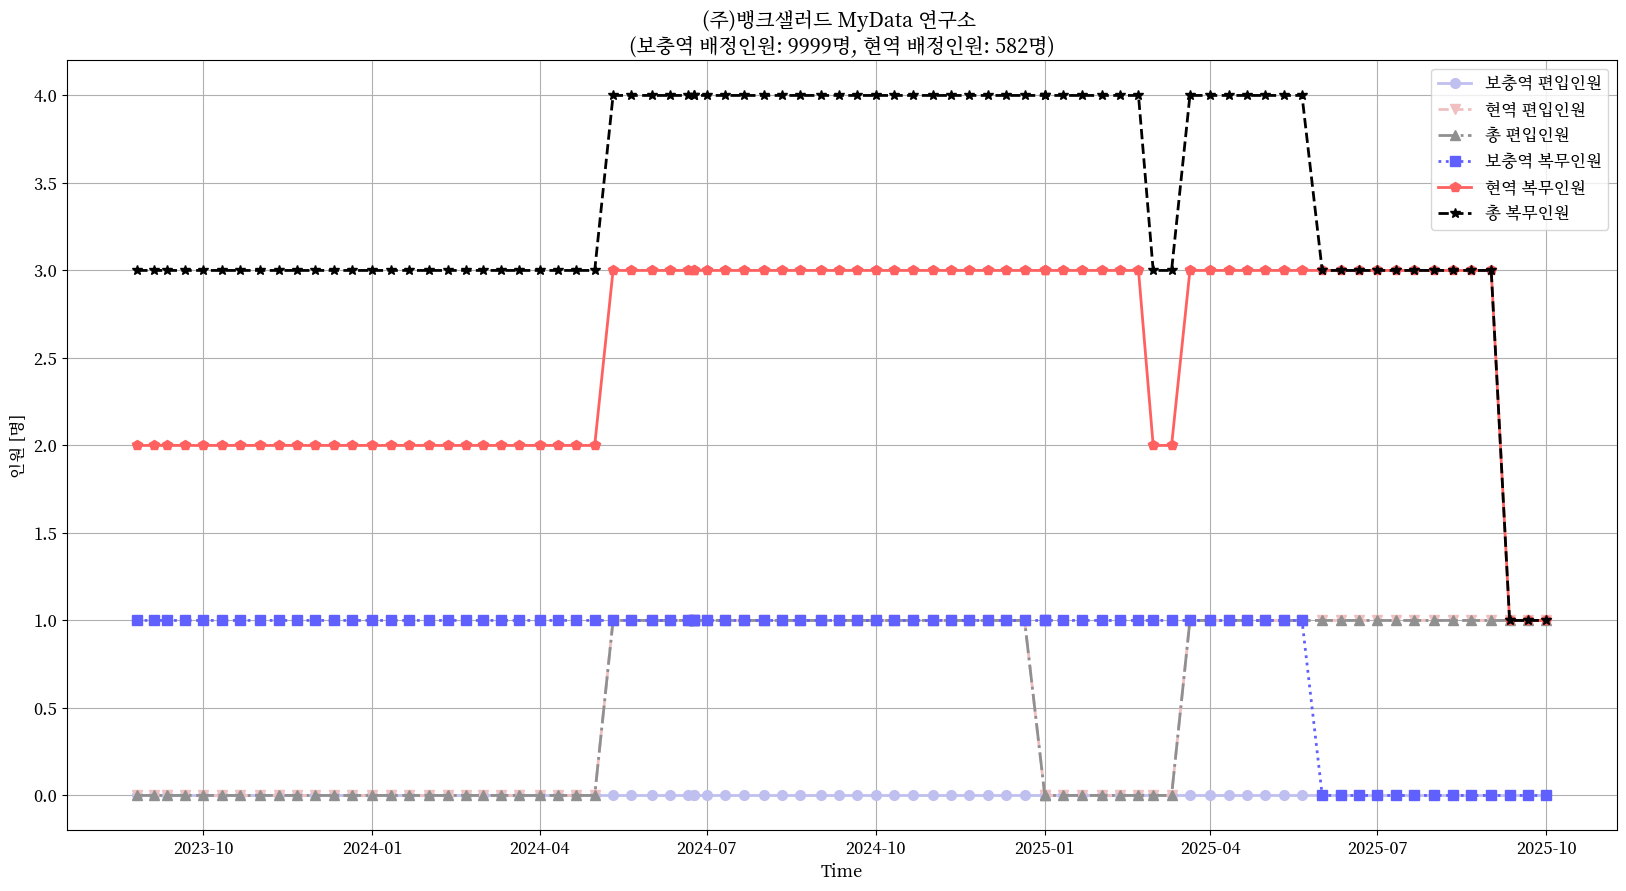 (주)뱅크샐러드 MyData 연구소
(보충역 배정인원: 9999명, 현역 배정인원: 582명)
보충역 편입인원
현역 편입인원
총 편입인원
보충역 복무인원
현역 복무인원
총 복무인원
4.0
3.5
3.0
2.5
2.0
1.5
1.0
0.5
0.0
인원 [명]
2023-10 2024-01 2024-04 2024-07 2024-10 2025-01 2025-04 2025-07 2025-10
Time